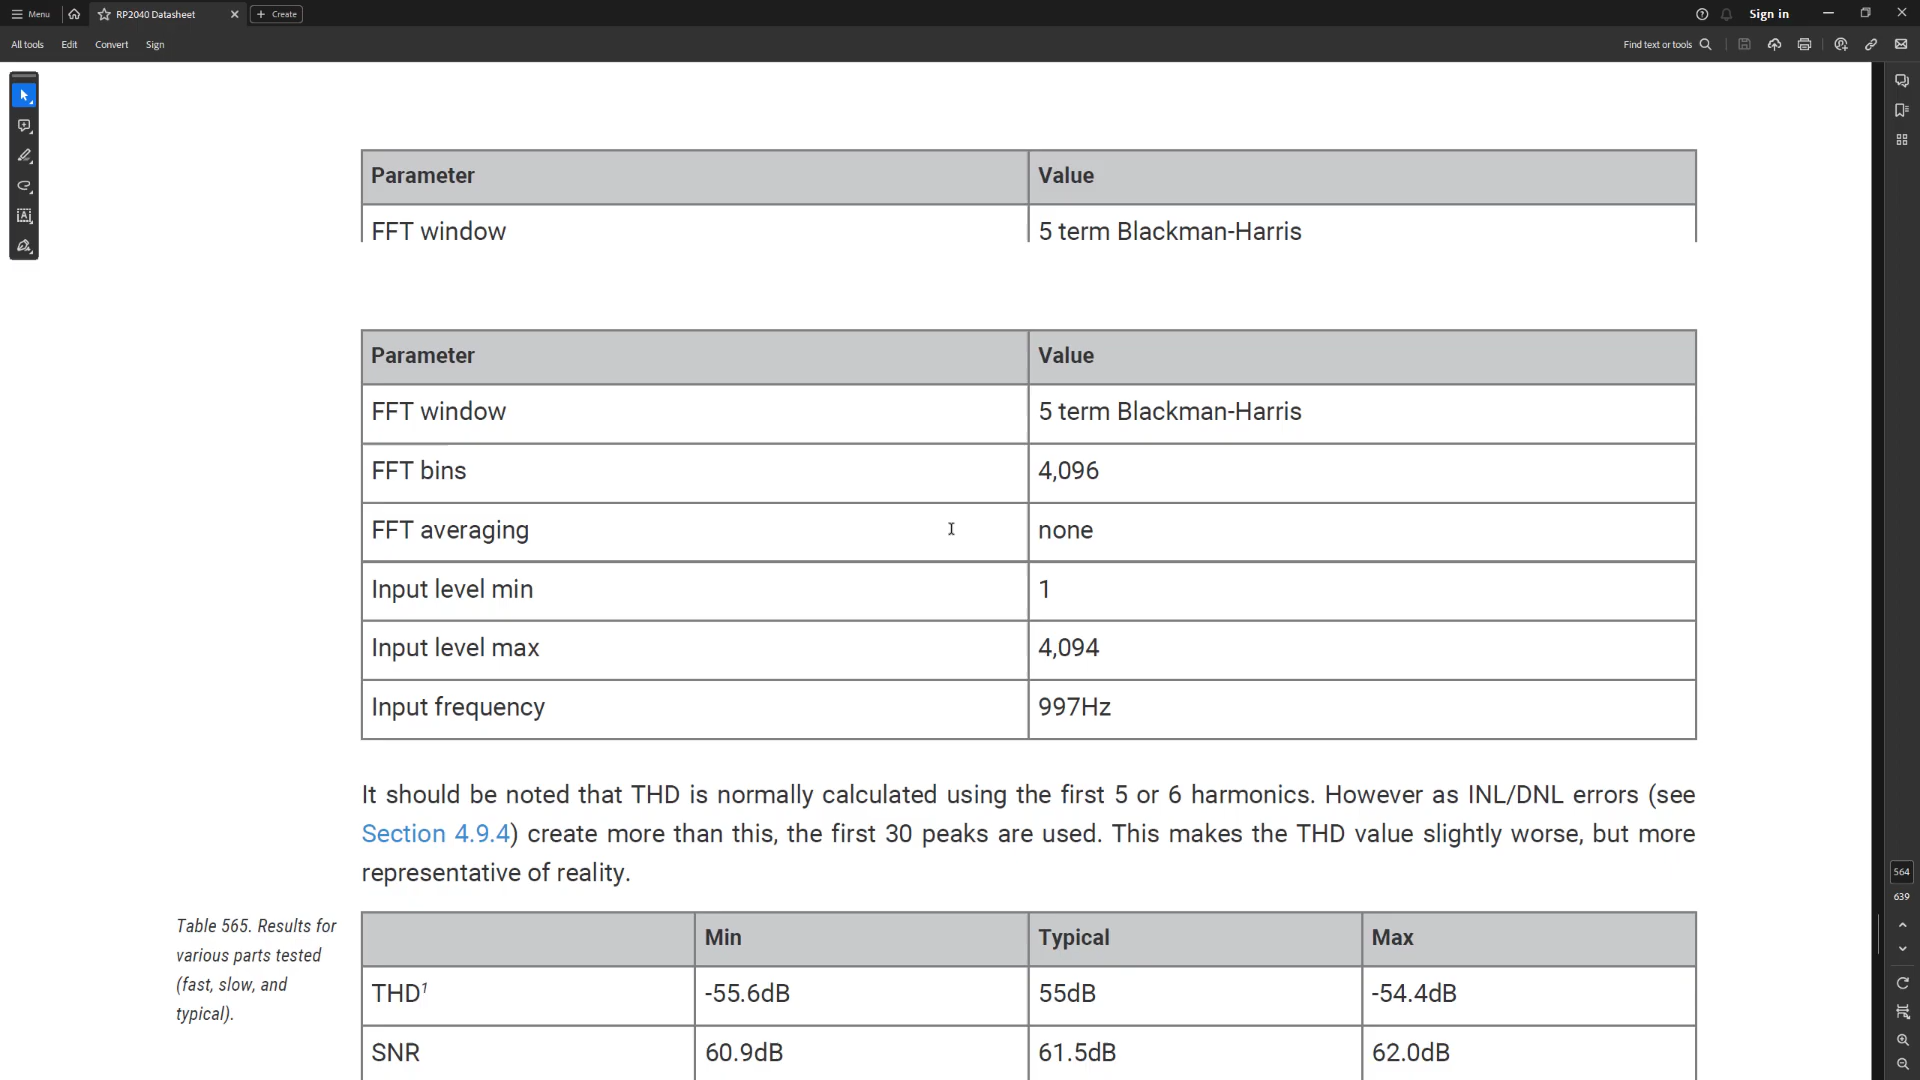 Menu
RP2040 Datasheet
Create
Sign in
All tools Edit Convert Sign
Find text or tools
Parameter Value
FFT window 5 term Blackman-Harris
Parameter Value
FFT window 5 term Blackman-Harris
FFT bins 4,096
FFT averaging none
Input level min 1
Input level max 4,094
Input frequency 997Hz
It should be noted that THD is normally calculated using the first 5 or 6 harmonics. However as INL/DNL errors (see
Section 4.9.4) create more than this, the first 30 peaks are used. This makes the THD value slightly worse, but more
representative of reality.
Table 565. Results for
various parts tested
(fast, slow, and
typical).
Min Typical Max
THD¹ -55.6dB 55dB -54.4dB
SNR 60.9dB 61.5dB 62.0dB
564
639